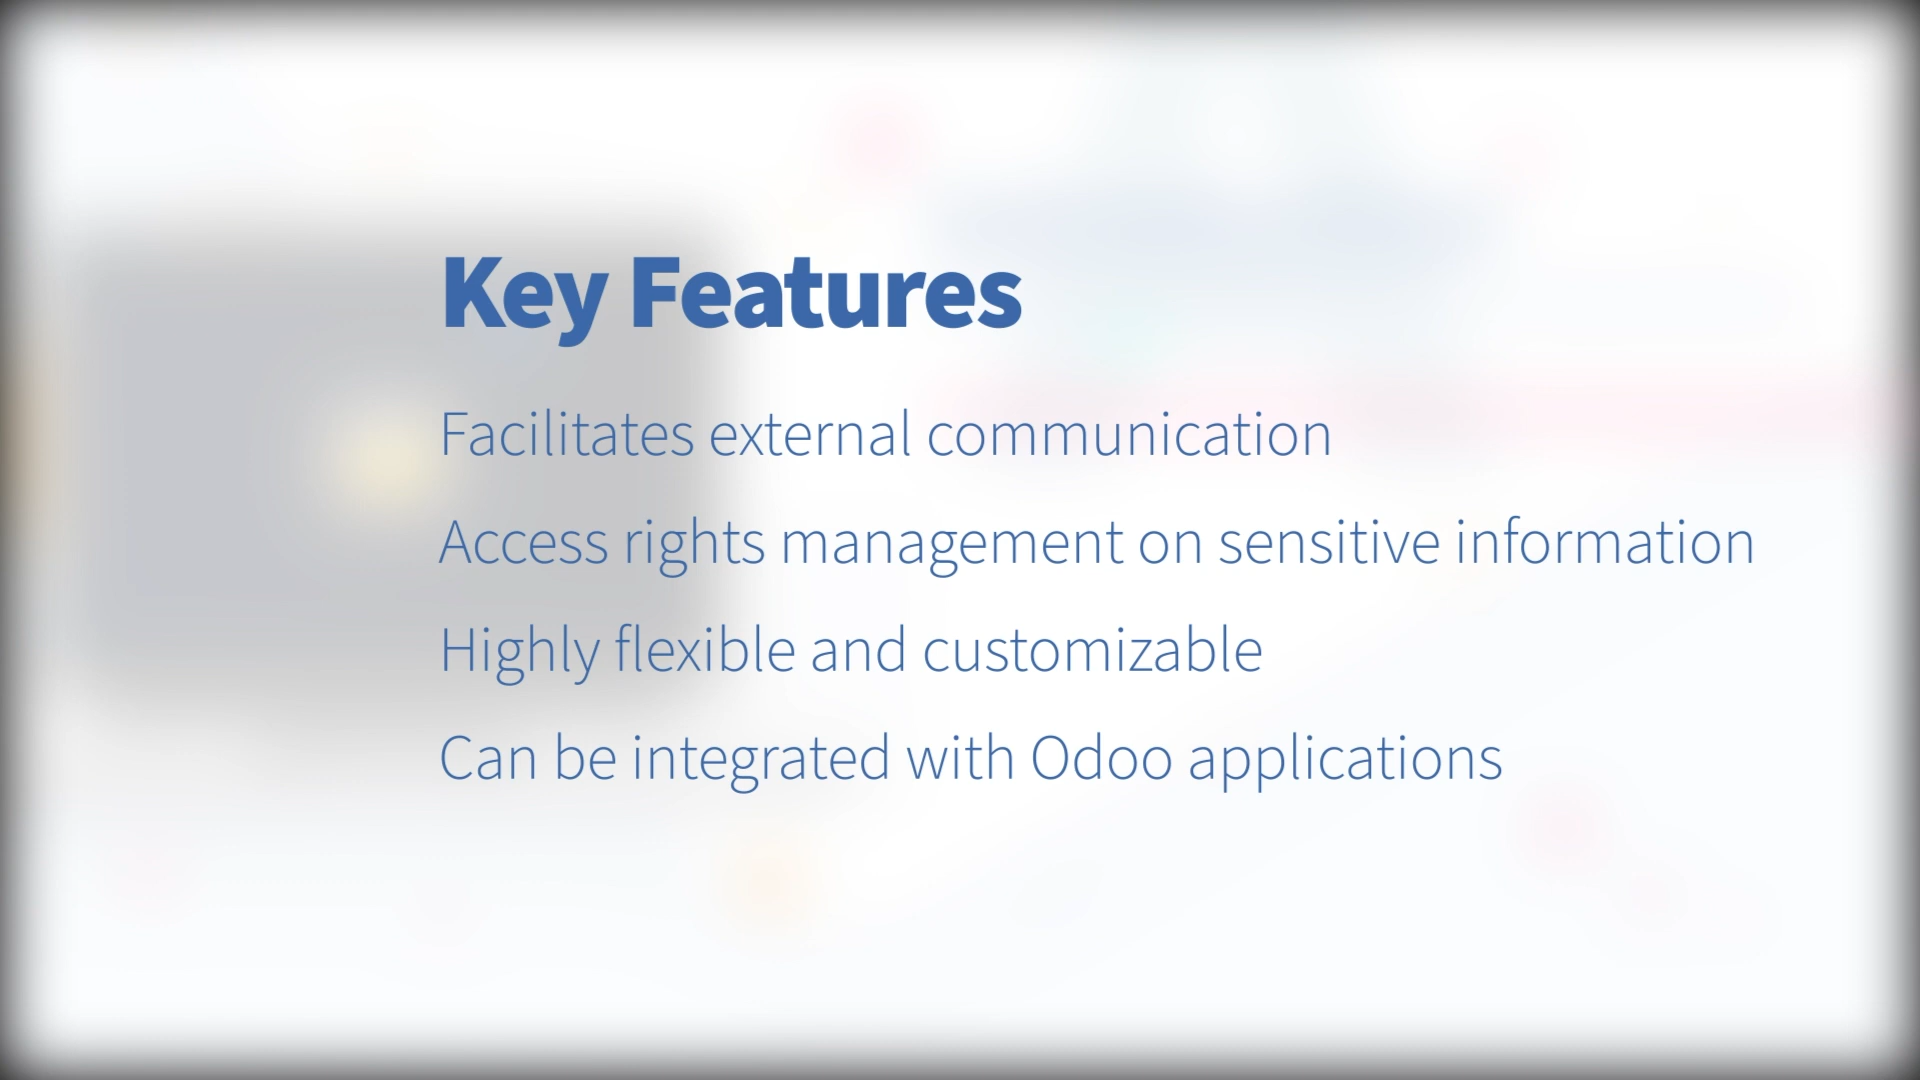 Key Features
Facilitates external communication
Access rights management on sensitive information
Highly flexible and customizable
Can be integrated with Odoo applications